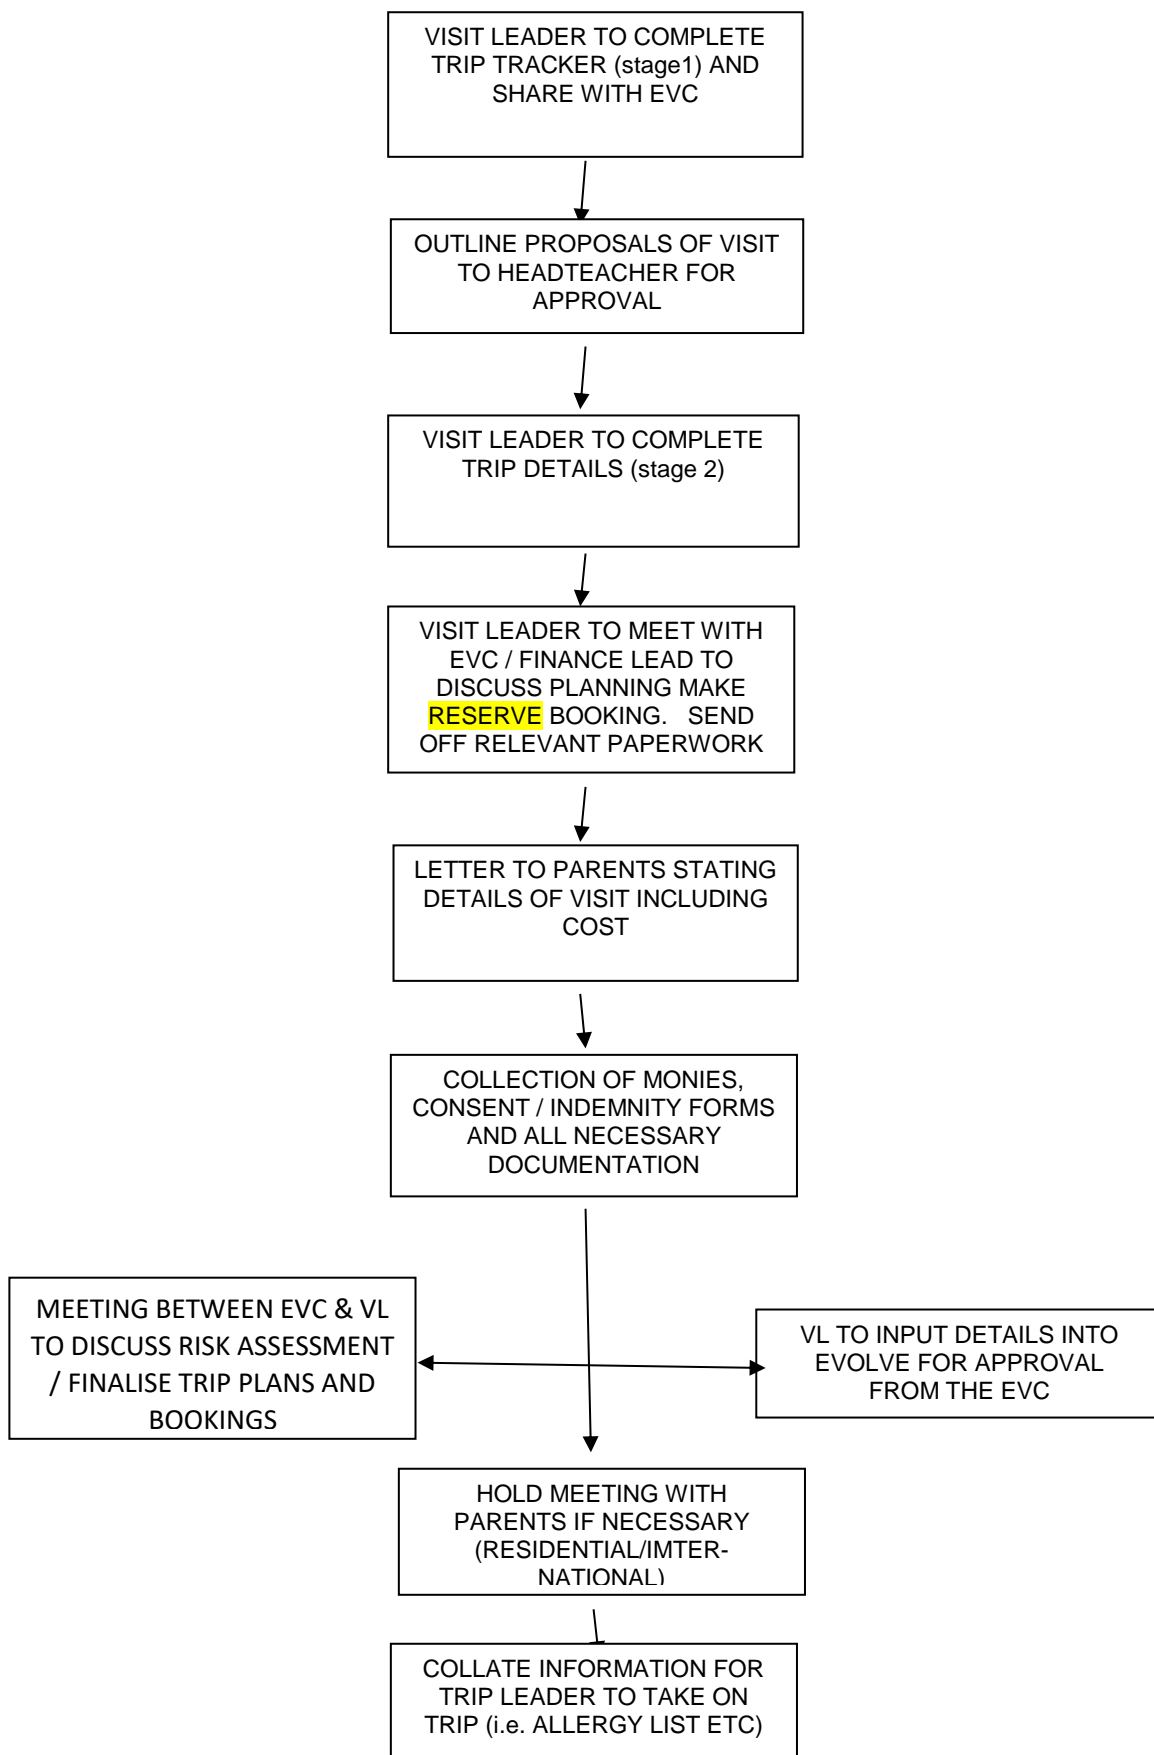 VISIT LEADER TO COMPLETE
TRIP TRACKER (stage1) AND
SHARE WITH EVC
OUTLINE PROPOSALS OF VISIT
TO HEADTEACHER FOR
APPROVAL
VISIT LEADER TO COMPLETE
TRIP DETAILS (stage 2)
VISIT LEADER TO MEET WITH
EVC / FINANCE LEAD TO
DISCUSS PLANNING MAKE
RESERVE BOOKING.   SEND
OFF RELEVANT PAPERWORK
LETTER TO PARENTS STATING
DETAILS OF VISIT INCLUDING
COST
COLLECTION OF MONIES,
CONSENT / INDEMNITY FORMS
AND ALL NECESSARY
DOCUMENTATION
MEETING BETWEEN EVC & VL
TO DISCUSS RISK ASSESSMENT
/ FINALISE TRIP PLANS AND
BOOKINGS
VL TO INPUT DETAILS INTO
EVOLVE FOR APPROVAL
FROM THE EVC
HOLD MEETING WITH
PARENTS IF NECESSARY
(RESIDENTIAL/IMTER-
NATIONAL)
COLLATE INFORMATION FOR
TRIP LEADER TO TAKE ON
TRIP (i.e. ALLERGY LIST ETC)